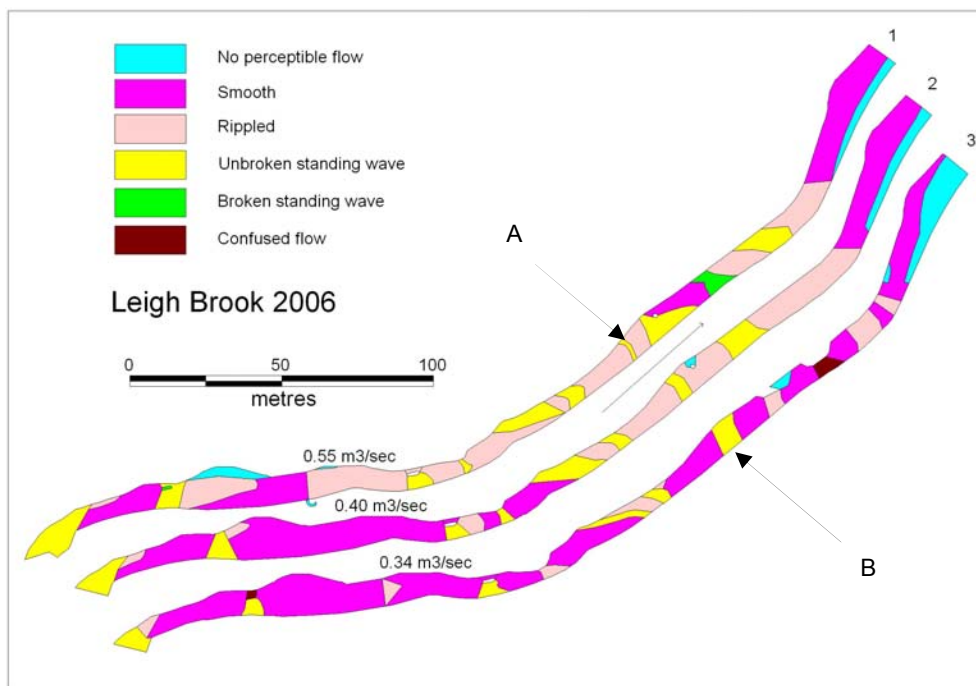 No perceptible flow
Smooth
Rippled
Unbroken standing wave
Broken standing wave
Confused flow
Leigh Brook 2006
0 50 100
metres
1
2
3
A
B
0.55 m3/sec
0.40 m3/sec
0.34 m3/sec